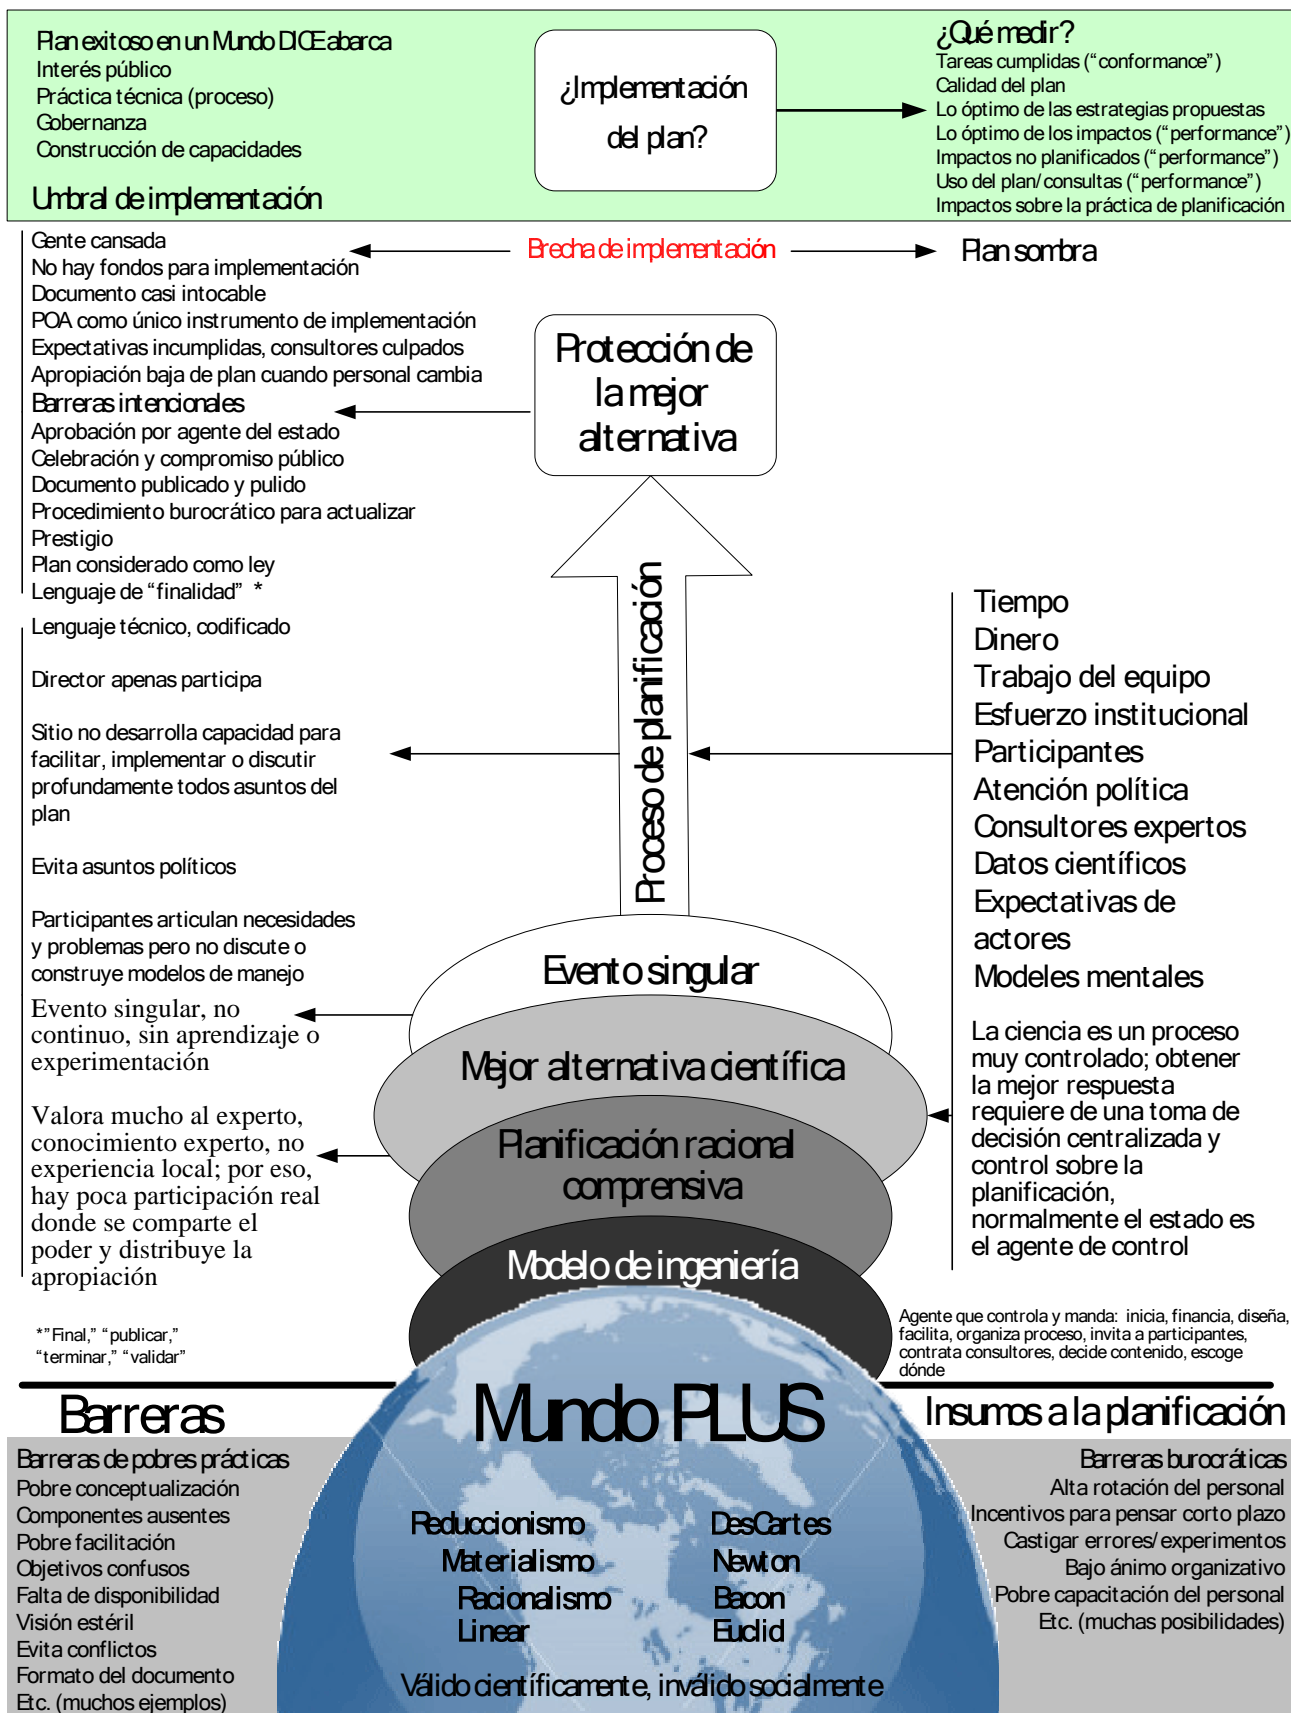 Plan exitoso en un Mundo DICE abarca
Interés público
Práctica técnica (proceso)
Gobernanza
Construcción de capacidades
Umbral de implementación
¿Implementación
del plan?
¿Qué medir?
Tareas cumplidas (“conformance”)
Calidad del plan
Lo óptimo de las estrategias propuestas
Lo óptimo de los impactos (“performance”)
Impactos no planificados (“performance”)
Uso del plan/consultas (“performance”)
Impactos sobre la práctica de planificación
Brecha de implementación
Plan sombra
Gente cansada
No hay fondos para implementación
Documento casi intocable
POA como único instrumento de implementación
Expectativas incumplidas, consultores culpados
Apropiación baja de plan cuando personal cambia
Barreras intencionales
Aprobación por agente del estado
Celebración y compromiso público
Documento publicado y pulido
Procedimiento burocrático para actualizar
Prestigio
Plan considerado como ley
Lenguaje de “finalidad” *
Protección de
la mejor
alternativa
Proceso de planificación
Lenguaje técnico, codificado
Director apenas participa
Sitio no desarrolla capacidad para
facilitar, implementar o discutir
profundamente todos asuntos del
plan
Evita asuntos políticos
Participantes articulan necesidades
y problemas pero no discute o
construye modelos de manejo
Evento singular, no
continuo, sin aprendizaje o
experimentación
Valora mucho al experto,
conocimiento experto, no
experiencia local; por eso,
hay poca participación real
donde se comparte el
poder y distribuye la
apropiación
*”Final,” “publicar,”
“terminar,” “validar”
Tiempo
Dinero
Trabajo del equipo
Esfuerzo institucional
Participantes
Atención política
Consultores expertos
Datos científicos
Expectativas de
actores
Modeles mentales
La ciencia es un proceso
muy controlado; obtener
la mejor respuesta
requiere de una toma de
decisión centralizada y
control sobre la
planificación,
normalmente el estado es
el agente de control
Agente que controla y manda: inicia, financia, diseña,
facilita, organiza proceso, invita a participantes,
contrata consultores, decide contenido, escoge
dónde
Evento singular
Mejor alternativa científica
Planificación racional
comprensiva
Modelo de ingeniería
Mundo PLUS
Reduccionismo
Materialismo
Racionalismo
Linear
DesCartes
Newton
Bacon
Euclid
Válido científicamente, inválido socialmente
Barreras
Barreras de pobres prácticas
Pobre conceptualización
Componentes ausentes
Pobre facilitación
Objetivos confusos
Falta de disponibilidad
Visión estéril
Evita conflictos
Formato del documento
Etc. (muchos ejemplos)
Insumos a la planificación
Barreras burocráticas
Alta rotación del personal
Incentivos para pensar corto plazo
Castigar errores/experimentos
Bajo ánimo organizativo
Pobre capacitación del personal
Etc. (muchas posibilidades)